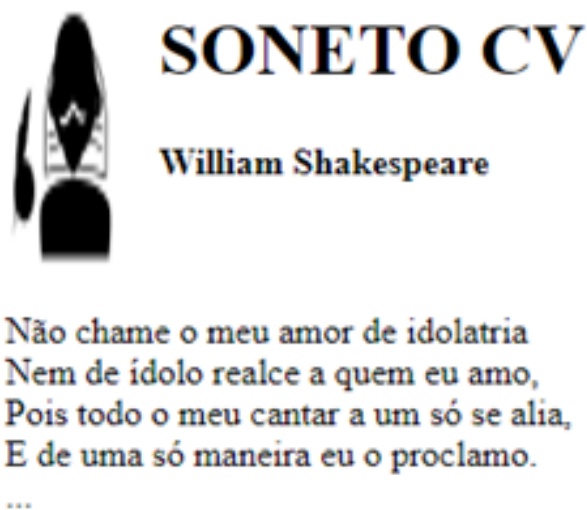 SONETO CV
William Shakespeare
Não chame o meu amor de idolatria
Nem de ídolo realce a quem eu amo,
Pois todo o meu cantar a um só se alia,
E de uma só maneira eu o proclamo.
...